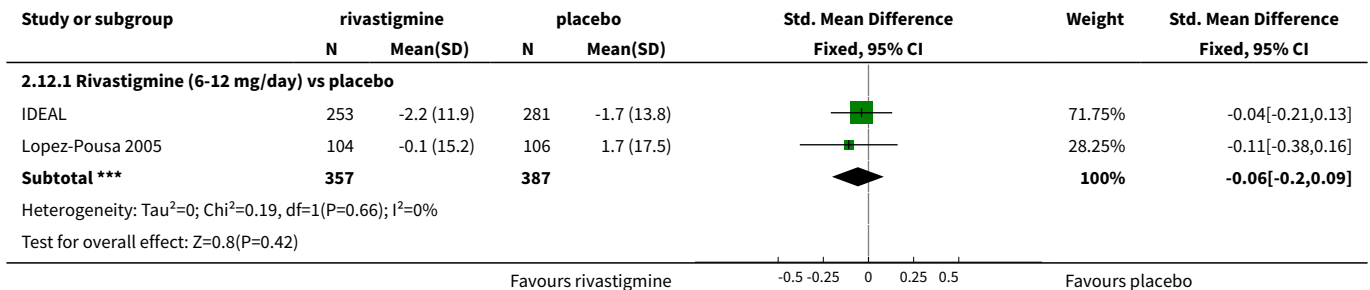 Study or subgroup rivastigmine placebo Std. Mean Difference Weight Std. Mean Difference
N Mean(SD) N Mean(SD) Fixed, 95% CI Fixed, 95% CI
2.12.1 Rivastigmine (6-12 mg/day) vs placebo
IDEAL 253 -2.2 (11.9) 281 -1.7 (13.8) 71.75% -0.04[-0.21,0.13]
Lopez-Pousa 2005 104 -0.1 (15.2) 106 1.7 (17.5) 28.25% -0.11[-0.38,0.16]
Subtotal *** 357 387 100% -0.06[-0.2,0.09]
Heterogeneity: Tau²=0; Chi²=0.19, df=1(P=0.66); I²=0%
Test for overall effect: Z=0.8(P=0.42)
Favours rivastigmine -0.5 -0.25 0 0.25 0.5 Favours placebo